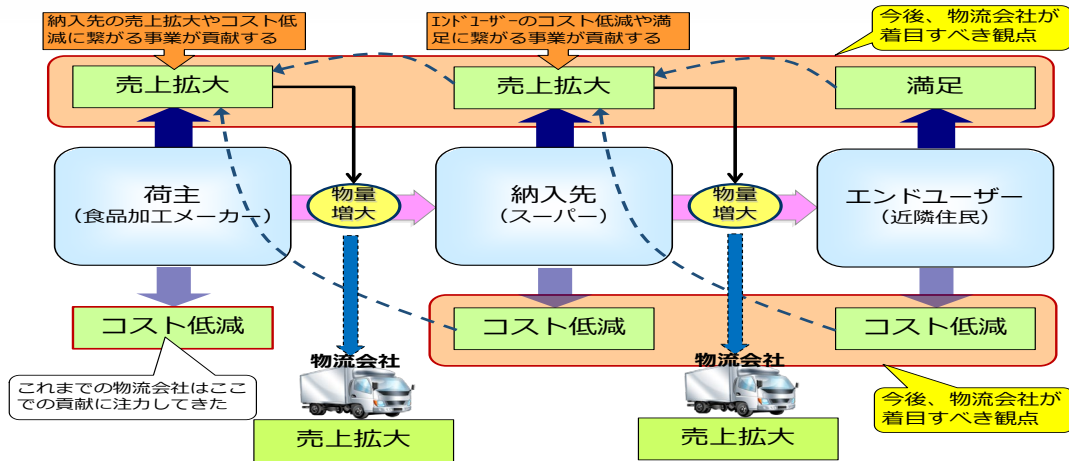 納入先の売上拡大やコスト低
減に繋がる事業が貢献する
ｴﾝﾄﾞﾕｰｻﾞｰのコスト低減や満
足に繋がる事業が貢献する
今後、物流会社が
着目すべき観点
売上拡大
売上拡大
満足
荷主
（食品加工メーカー）
物量
増大
納入先
（スーパー）
物量
増大
エンドユーザー
（近隣住民）
コスト低減
コスト低減
コスト低減
これまでの物流会社はここ
での貢献に注力してきた
物流会社
売上拡大
物流会社
売上拡大
今後、物流会社が
着目すべき観点